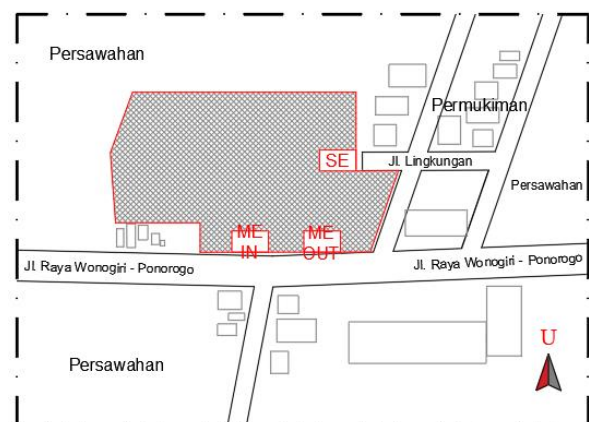 Persawahan
Permukiman
SE
Jl. Lingkungan
Persawahan
ME
IN
ME
OUT
Jl. Raya Wonogiri - Ponorogo
Jl. Raya Wonogiri - Ponorogo
Persawahan
U